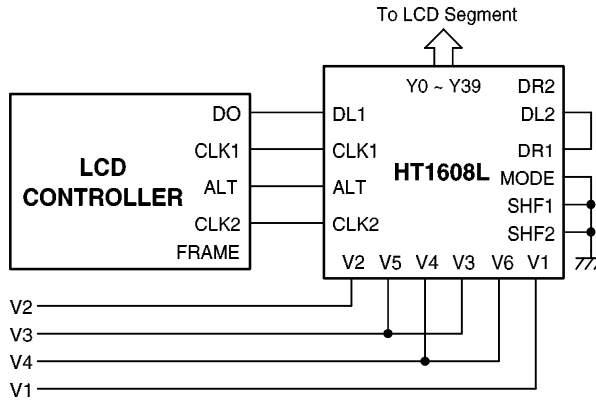 To LCD Segment
Y0 ~ Y39
DR2
DO
DL1
DL2
CLK1
CLK1
DR1
LCD
CONTROLLER
HT1608L
ALT
ALT
MODE
SHF1
CLK2
CLK2
SHF2
FRAME
V2 V5 V4 V3 V6 V1
V2
V3
V4
V1